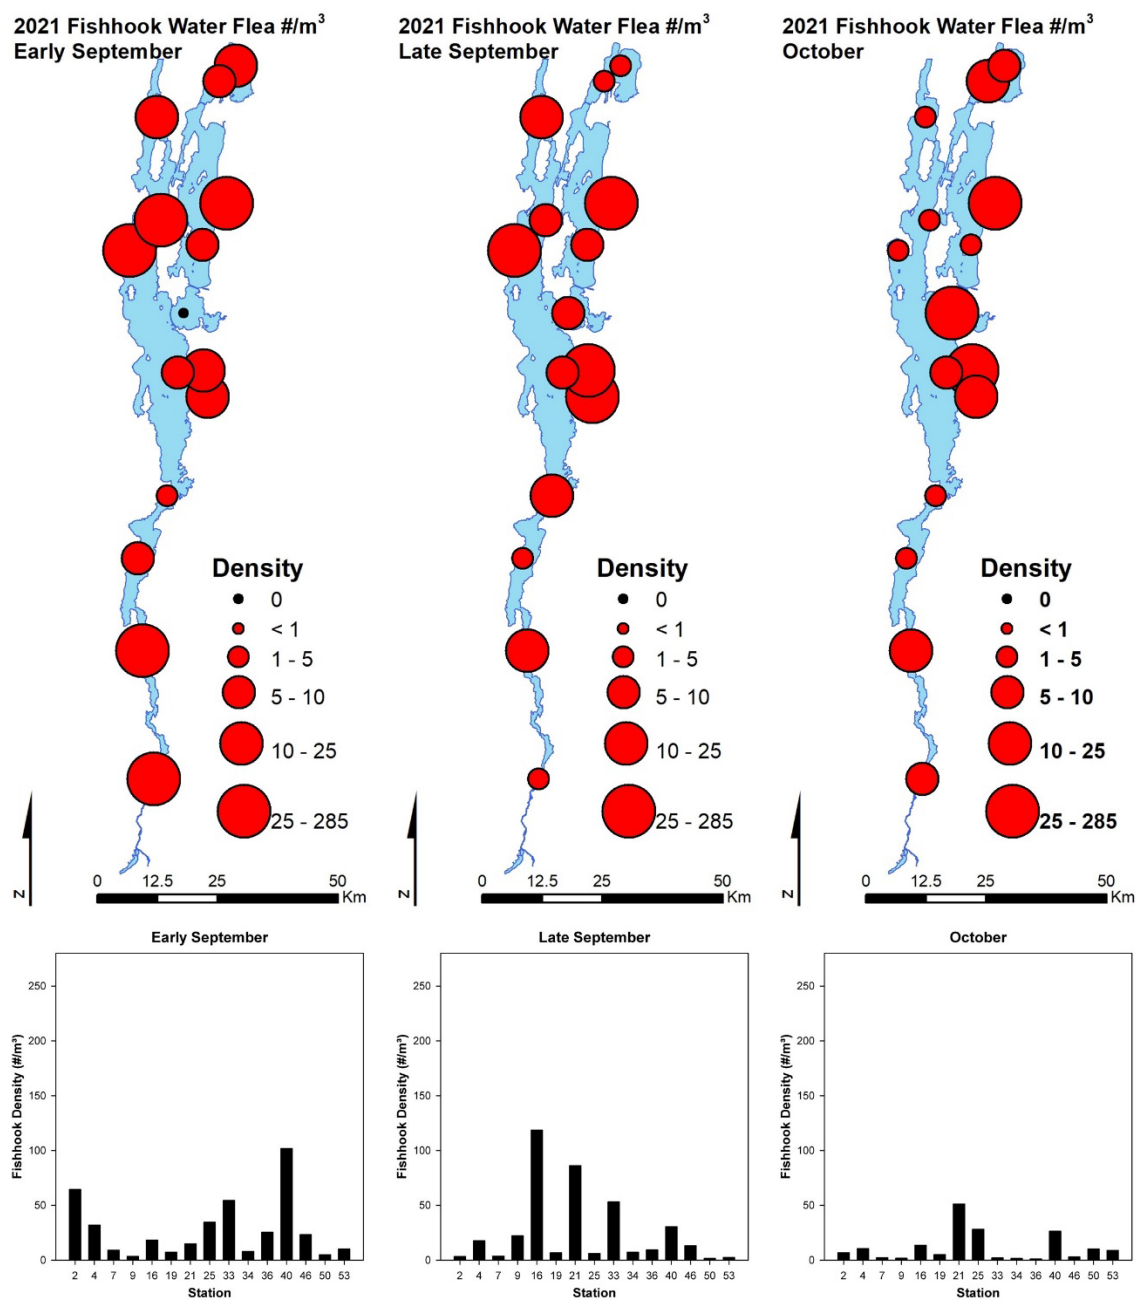 2021 Fishhook Water Flea #/m³
Early September
2021 Fishhook Water Flea #/m³
Late September
2021 Fishhook Water Flea #/m³
October
Density
0
< 1
1 - 5
5 - 10
10 - 25
25 - 285
Density
0
< 1
1 - 5
5 - 10
10 - 25
25 - 285
Density
0
< 1
1 - 5
5 - 10
10 - 25
25 - 285
N
0 12.5 25 50
Km
N
0 12.5 25 50
Km
N
0 12.5 25 50
Km
Early September
Fishhook Density (#/m³)
250
200
150
100
50
0
2 4 7 9 16 19 21 25 33 34 36 40 46 50 53
Station
Late September
Fishhook Density (#/m³)
250
200
150
100
50
0
2 4 7 9 16 19 21 25 33 34 36 40 46 50 53
Station
October
Fishhook Density (#/m³)
250
200
150
100
50
0
2 4 7 9 16 19 21 25 33 34 36 40 46 50 53
Station